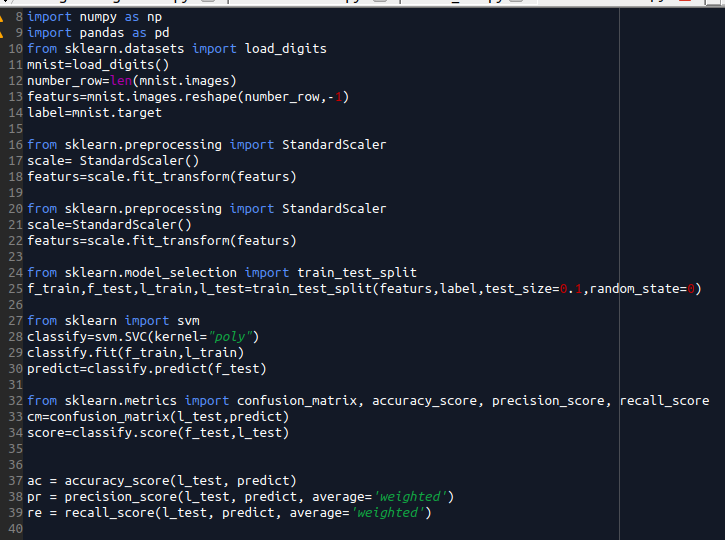 8 import numpy as np
9 import pandas as pd
10 from sklearn.datasets import load_digits
11 mnist=load_digits()
12 number_row=len(mnist.images)
13 featurs=mnist.images.reshape(number_row,-1)
14 label=mnist.target
15
16 from sklearn.preprocessing import StandardScaler
17 scale= StandardScaler()
18 featurs=scale.fit_transform(featurs)
19
20 from sklearn.preprocessing import StandardScaler
21 scale=StandardScaler()
22 featurs=scale.fit_transform(featurs)
23
24 from sklearn.model_selection import train_test_split
25 f_train,f_test,l_train,l_test=train_test_split(featurs,label,test_size=0.1,random_state=0)
26
27 from sklearn import svm
28 classify=svm.SVC(kernel="poly")
29 classify.fit(f_train,l_train)
30 predict=classify.predict(f_test)
31
32 from sklearn.metrics import confusion_matrix, accuracy_score, precision_score, recall_score
33 cm=confusion_matrix(l_test,predict)
34 score=classify.score(f_test,l_test)
35
36
37 ac = accuracy_score(l_test, predict)
38 pr = precision_score(l_test, predict, average='weighted')
39 re = recall_score(l_test, predict, average='weighted')
40